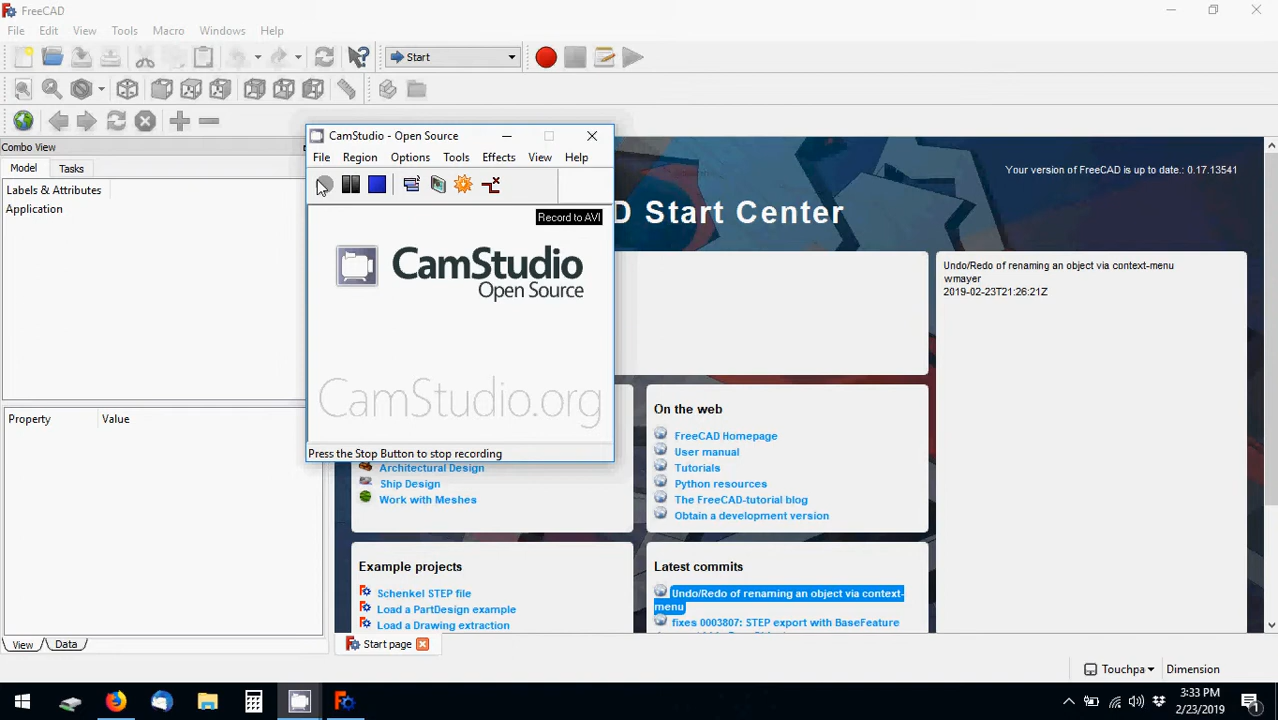 FreeCAD
File Edit View Tools Macro Windows Help
Start
Combo View
Model Tasks
Labels & Attributes
Application
Property Value
View Data
CamStudio - Open Source
File Region Options Tools Effects View Help
Record to AVI
CamStudio
Open Source
CamStudio.org
Press the Stop Button to stop recording
D Start Center
Your version of FreeCAD is up to date.: 0.17.13541
Undo/Redo of renaming an object via context-menu
wmayer
2019-02-23T21:26:21Z
Architectural Design
Ship Design
Work with Meshes
On the web
FreeCAD Homepage
User manual
Tutorials
Python resources
The FreeCAD-tutorial blog
Obtain a development version
Example projects
Schenkel STEP file
Load a PartDesign example
Load a Drawing extraction
Latest commits
Undo/Redo of renaming an object via context-
menu
fixes 0003807: STEP export with BaseFeature
Start page
Touchpa Dimension
3:33 PM
2/23/2019
1